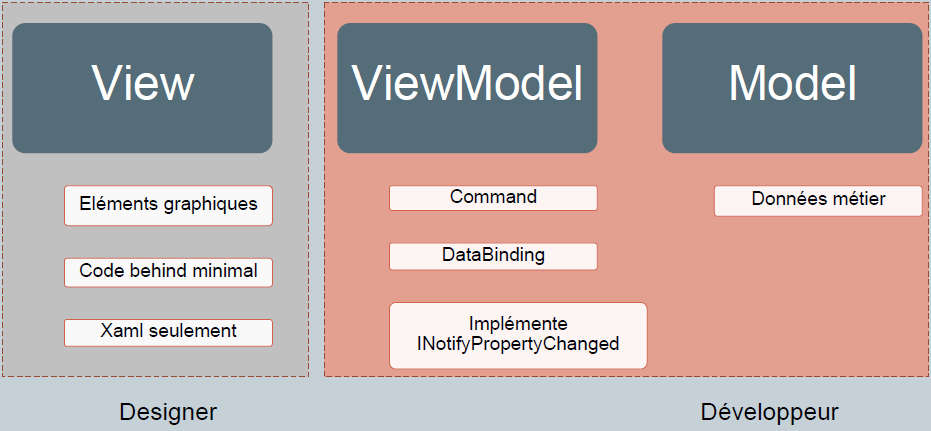 View
Eléments graphiques
Code behind minimal
Xaml seulement
Designer
ViewModel
Command
DataBinding
Implémente
INotifyPropertyChanged
Model
Données métier
Développeur